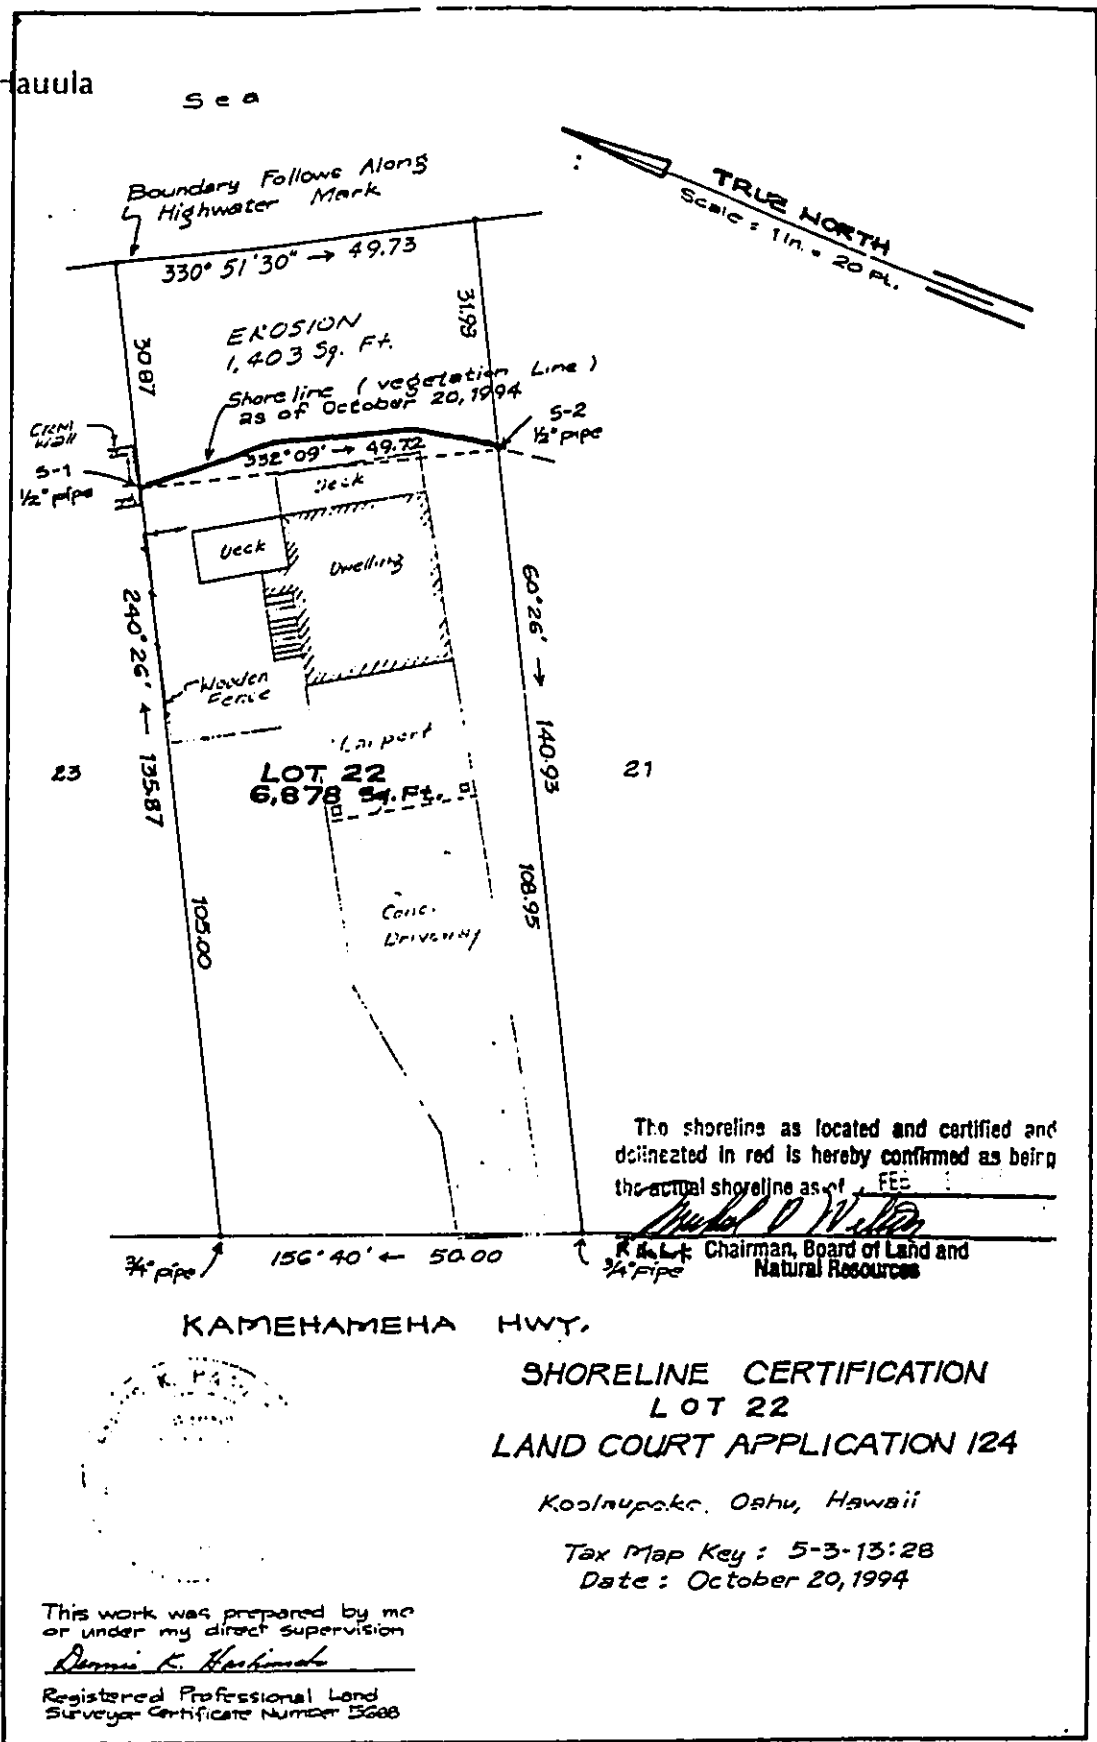 Hauula
Sea
Boundary Follows Along
Highwater Mark
TRUE NORTH
Scale : 1 in. = 20 Ft.
330° 51' 30" → 49.73
30.87
31.98
EROSION
1,403 Sq. Ft.
Shoreline (vegetation Line)
as of October 20, 1994
CRM
Wall
S-1
1/2" pipe
S-2
1/2" pipe
332° 09' → 49.72
Deck
Deck
Dwelling
240° 26' ← 135.87
60° 26' → 140.93
Wooden
Fence
Carport
23
LOT 22
6,878 Sq. Ft.
21
105.00
108.95
Conc.
Driveway
The shoreline as located and certified and
delineated in red is hereby confirmed as being
the actual shoreline as of FEB
Chairman, Board of Land and
Natural Resources
3/4" pipe
156° 40' ← 50.00
3/4" pipe
KAMEHAMEHA HWY.
SHORELINE CERTIFICATION
LOT 22
LAND COURT APPLICATION 124
Koolaupoko, Oahu, Hawaii
Tax Map Key : 5-3-13:28
Date : October 20, 1994
This work was prepared by me
or under my direct supervision
Dennis K. Hashimoto
Registered Professional Land
Surveyor Certificate Number 5688